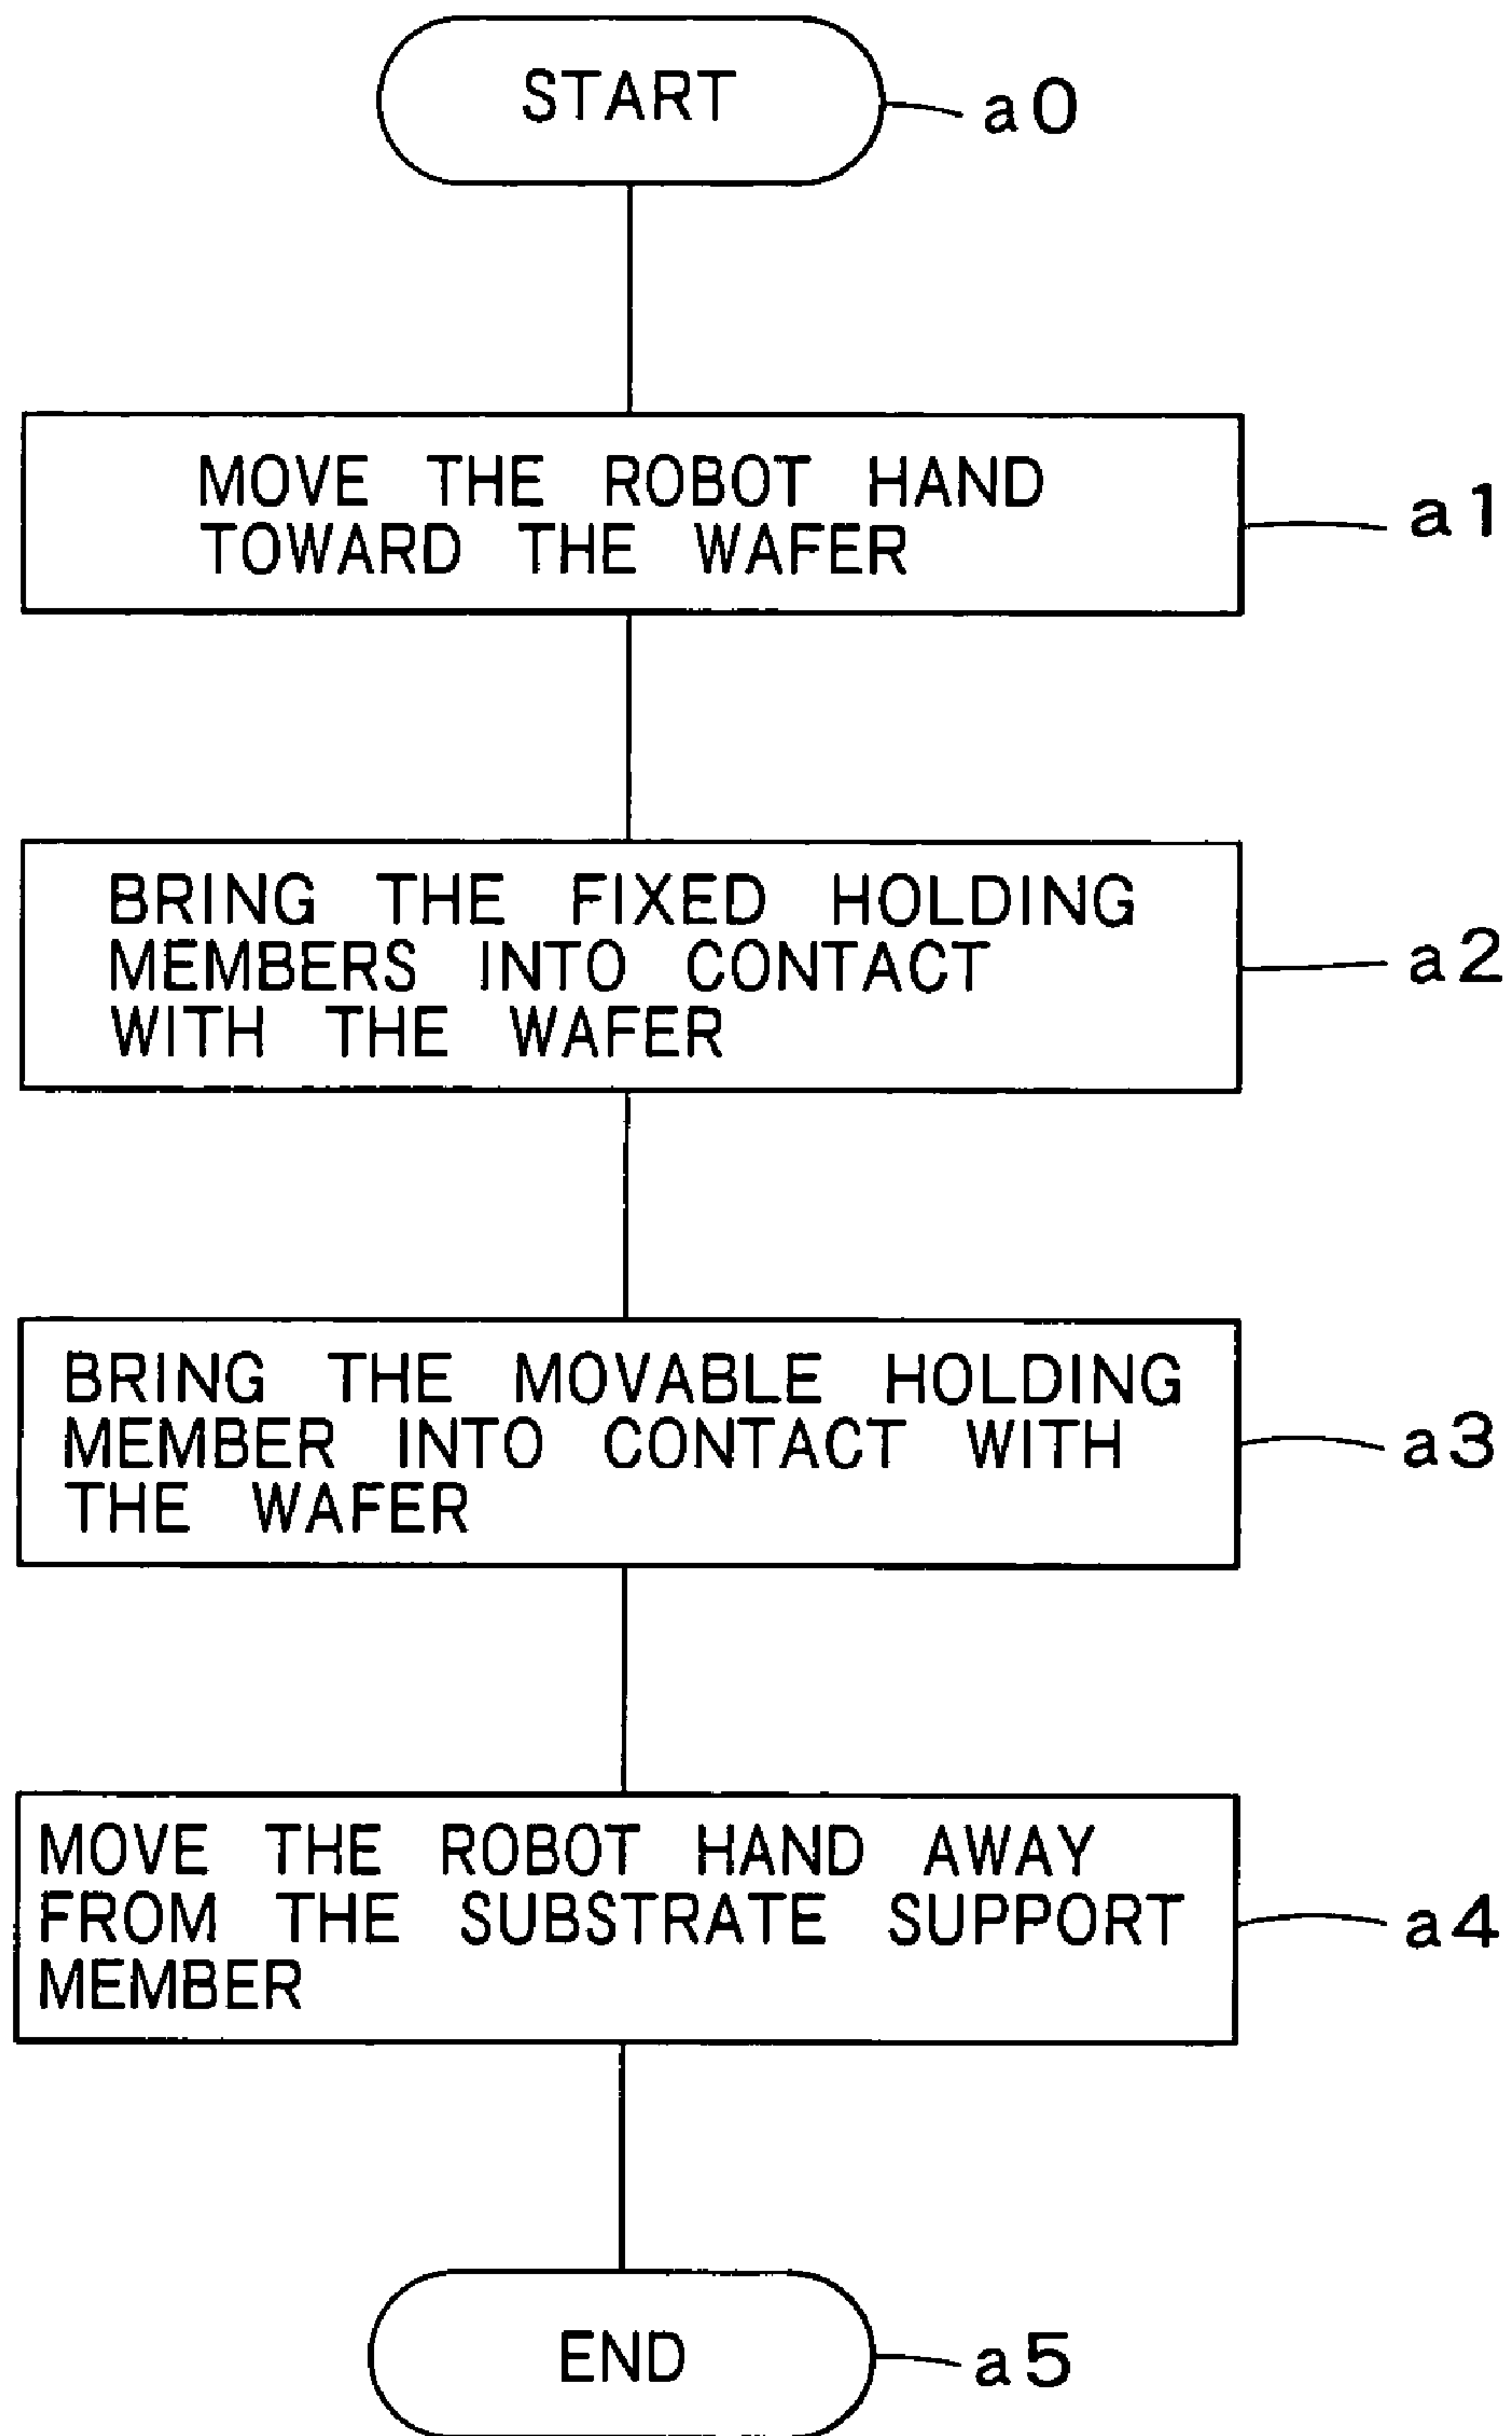 START
a0
MOVE THE ROBOT HAND
TOWARD THE WAFER
a1
BRING THE FIXED HOLDING
MEMBERS INTO CONTACT
WITH THE WAFER
a2
BRING THE MOVABLE HOLDING
MEMBER INTO CONTACT WITH
THE WAFER
a3
MOVE THE ROBOT HAND AWAY
FROM THE SUBSTRATE SUPPORT
MEMBER
a4
END
a5